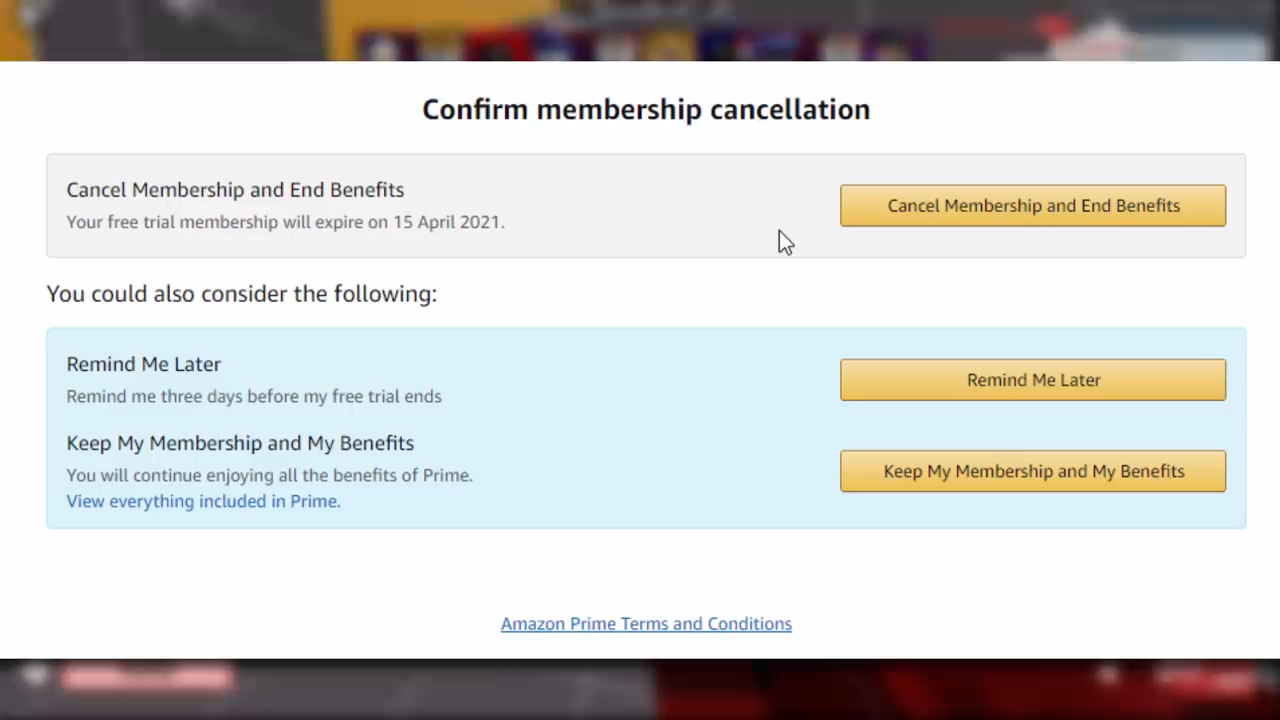 Confirm membership cancellation
Cancel Membership and End Benefits
Your free trial membership will expire on 15 April 2021.
Cancel Membership and End Benefits
You could also consider the following:
Remind Me Later
Remind me three days before my free trial ends
Remind Me Later
Keep My Membership and My Benefits
You will continue enjoying all the benefits of Prime.
View everything included in Prime.
Keep My Membership and My Benefits
Amazon Prime Terms and Conditions